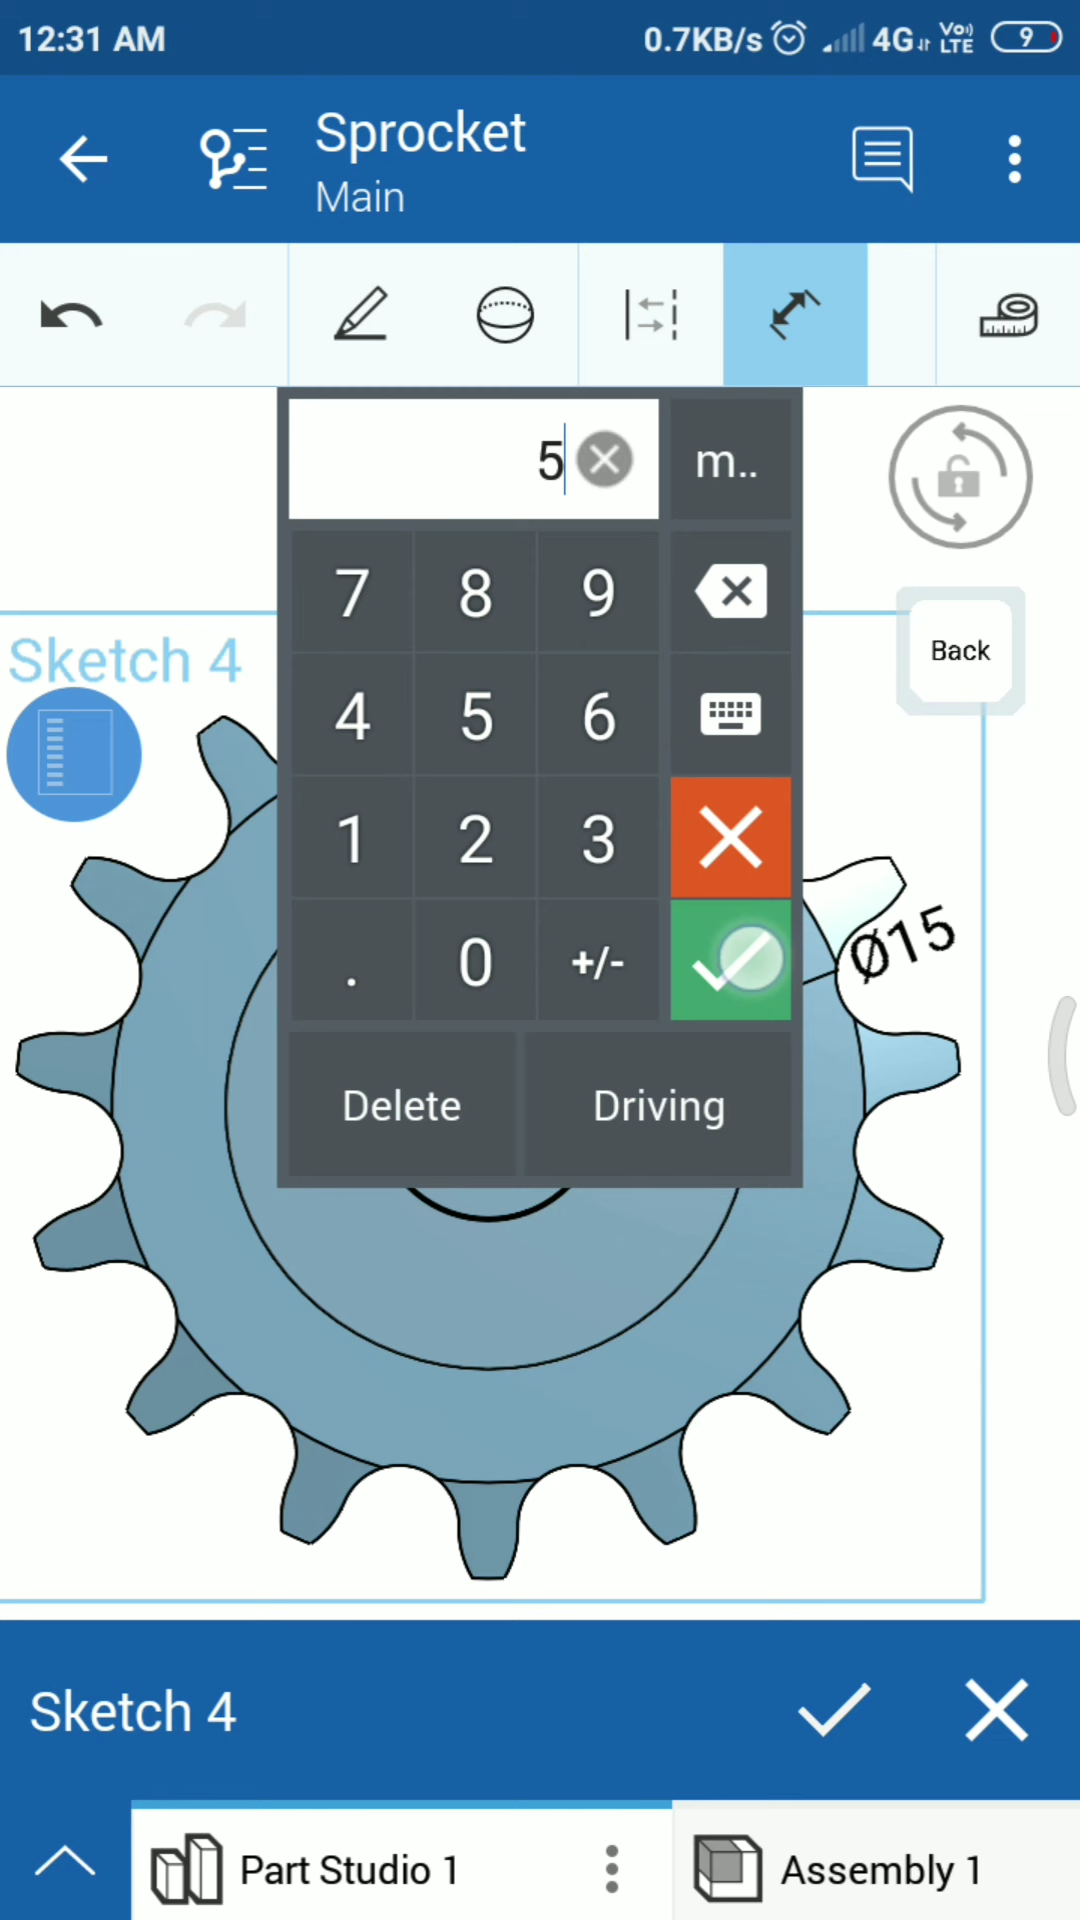 12:31 AM 0.7KB/s 4G Vo) LTE 9
Sprocket
Main
5 m..
7 8 9
Sketch 4
Back
4 5 6
1 2 3
Ø15
. 0 +/-
Delete Driving
Sketch 4
Part Studio 1 Assembly 1